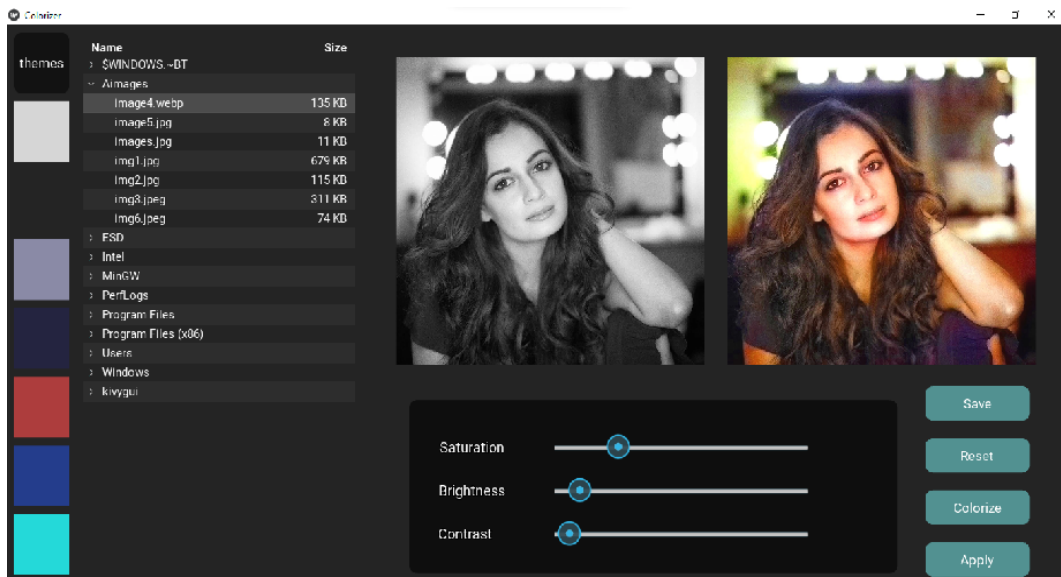 Colorizer
themes
Name Size
$WINDOWS.~BT
Aimages
image4.webp 135 KB
image5.jpg 8 KB
images.jpg 11 KB
img1.jpg 679 KB
img2.jpg 115 KB
img3.jpeg 311 KB
img6.jpeg 74 KB
ESD
Intel
MinGW
PerfLogs
Program Files
Program Files (x86)
Users
Windows
kivygui
Saturation
Brightness
Contrast
Save
Reset
Colorize
Apply